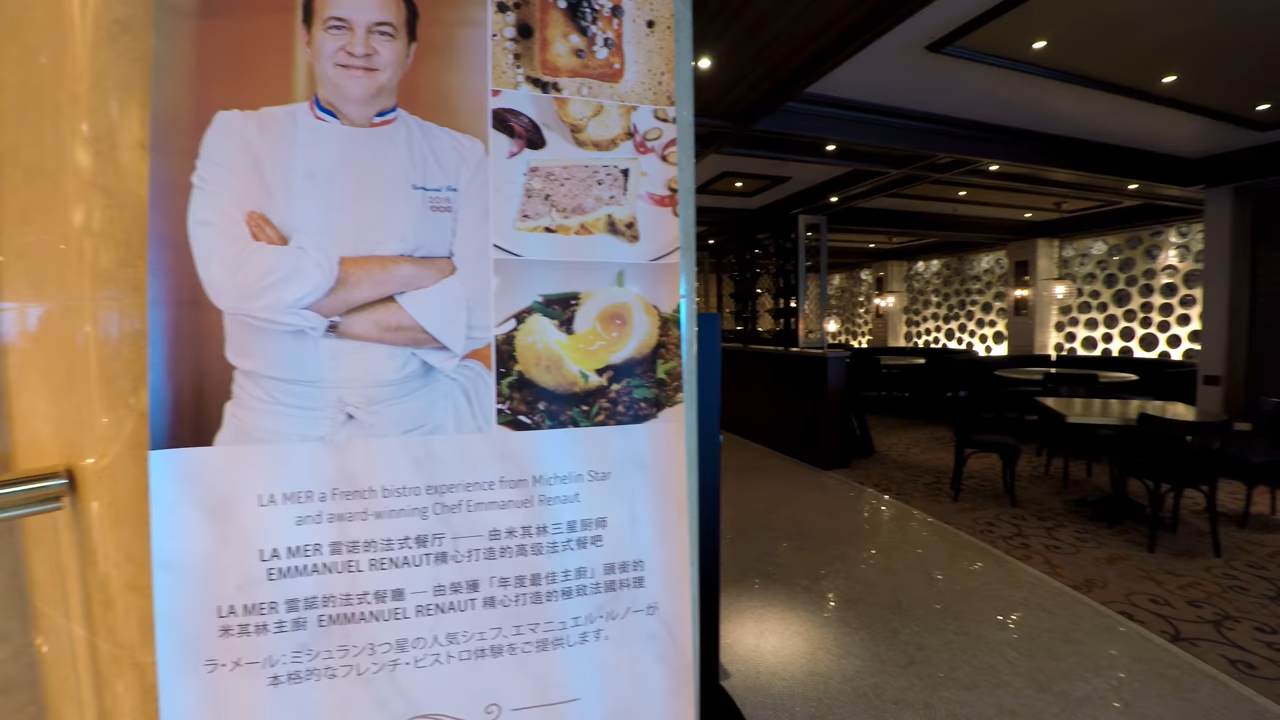 2016
LA MER a French bistro experience from Michelin Star
and award-winning Chef Emmanuel Renaut
LA MER 雷诺的法式餐厅 —— 由米其林三星厨师
EMMANUEL RENAUT精心打造的高级法式餐吧
LA MER 雷諾的法式餐廳 — 由榮獲「年度最佳主廚」頭銜的
米其林主廚 EMMANUEL RENAUT 精心打造的極致法國料理
ラ・メール:ミシュラン3つ星の人気シェフ、エマニュエル・ルノーが
本格的なフレンチ・ビストロ体験をご提供します。